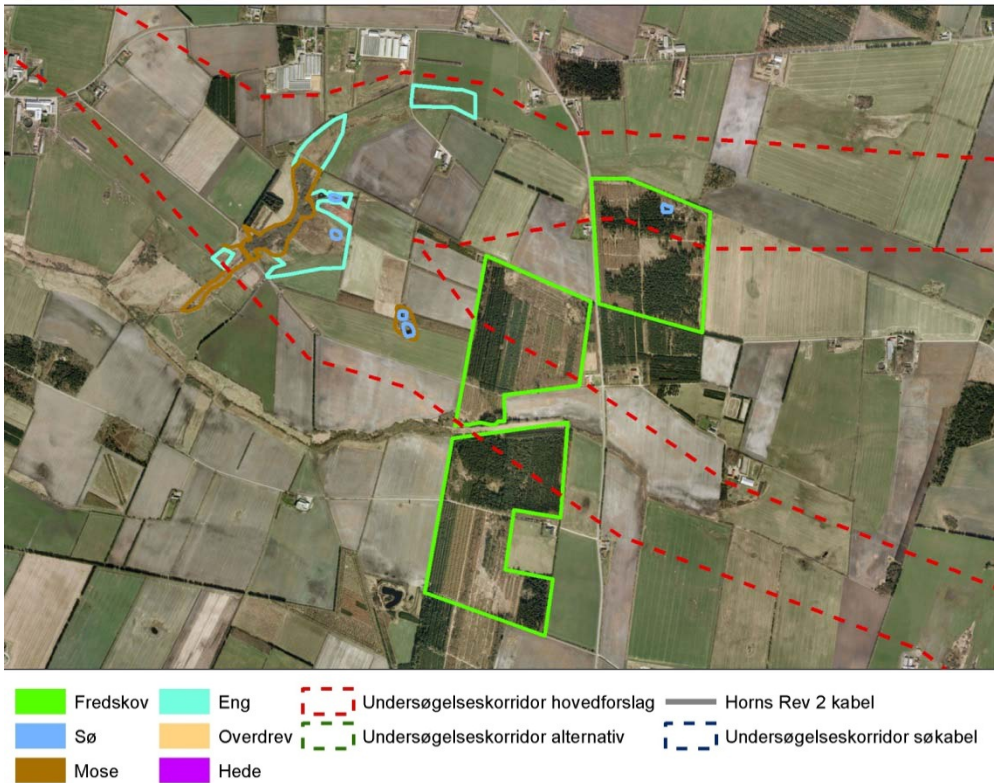 Fredskov
Eng
Undersøgelseskorridor hovedforslag
Horns Rev 2 kabel
Sø
Overdrev
Undersøgelseskorridor alternativ
Undersøgelseskorridor søkabel
Mose
Hede